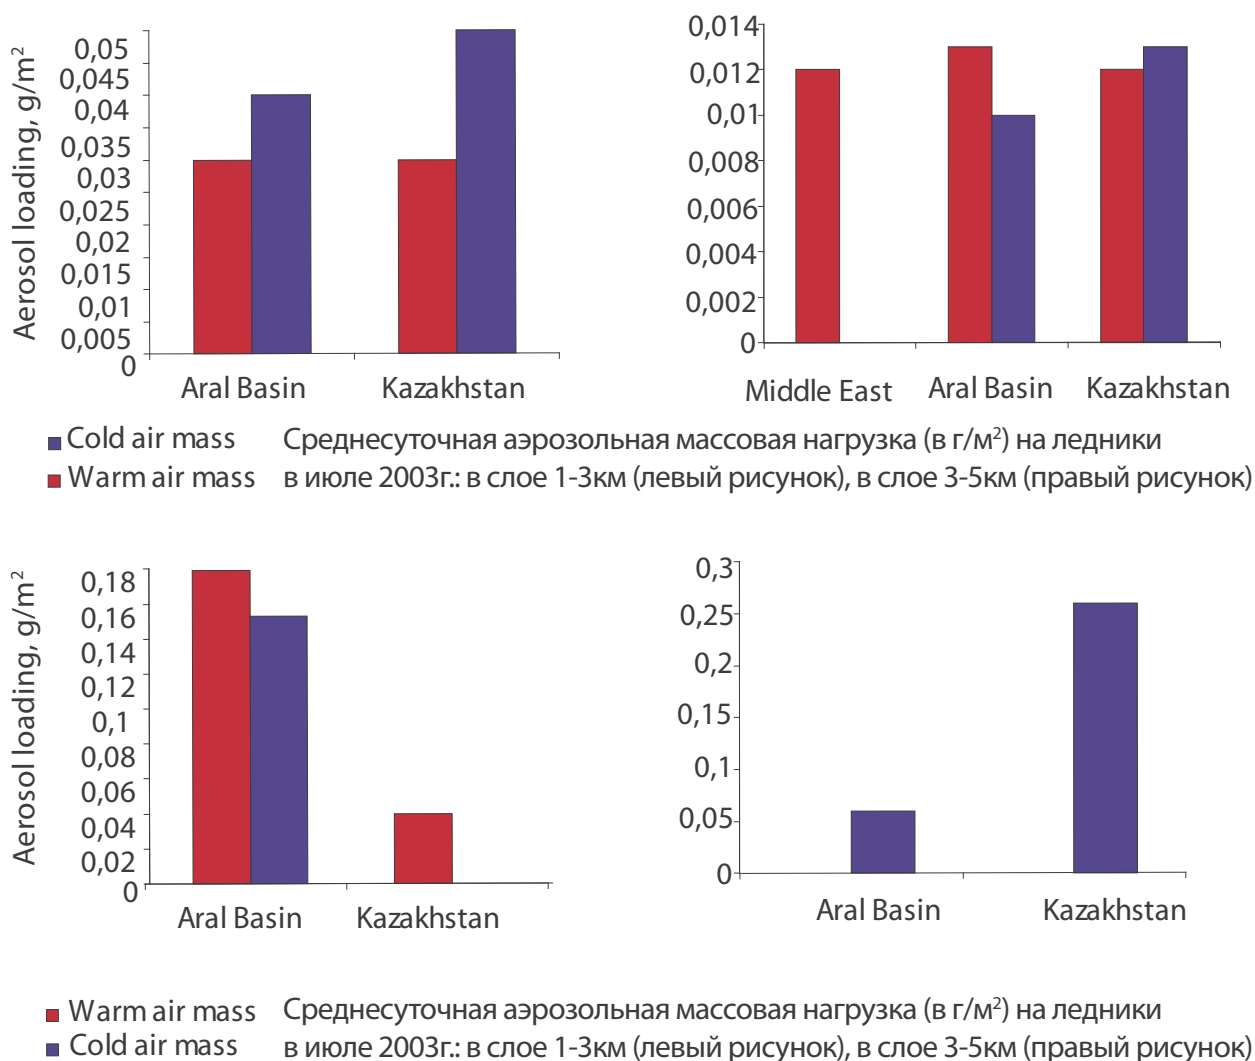 Aerosol loading, g/m²
0,05
0,045
0,04
0,035
0,03
0,025
0,02
0,015
0,01
0,005
0
Aral Basin Kazakhstan
0,014
0,012
0,01
0,008
0,006
0,004
0,002
0
Middle East Aral Basin Kazakhstan
Cold air mass
Warm air mass
Среднесуточная аэрозольная массовая нагрузка (в г/м²) на ледники
в июле 2003г.: в слое 1-3км (левый рисунок), в слое 3-5км (правый рисунок)
Aerosol loading, g/m²
0,18
0,16
0,14
0,12
0,1
0,08
0,06
0,04
0,02
0
Aral Basin Kazakhstan
0,3
0,25
0,2
0,15
0,1
0,05
0
Aral Basin Kazakhstan
Warm air mass
Cold air mass
Среднесуточная аэрозольная массовая нагрузка (в г/м²) на ледники
в июле 2003г.: в слое 1-3км (левый рисунок), в слое 3-5км (правый рисунок)